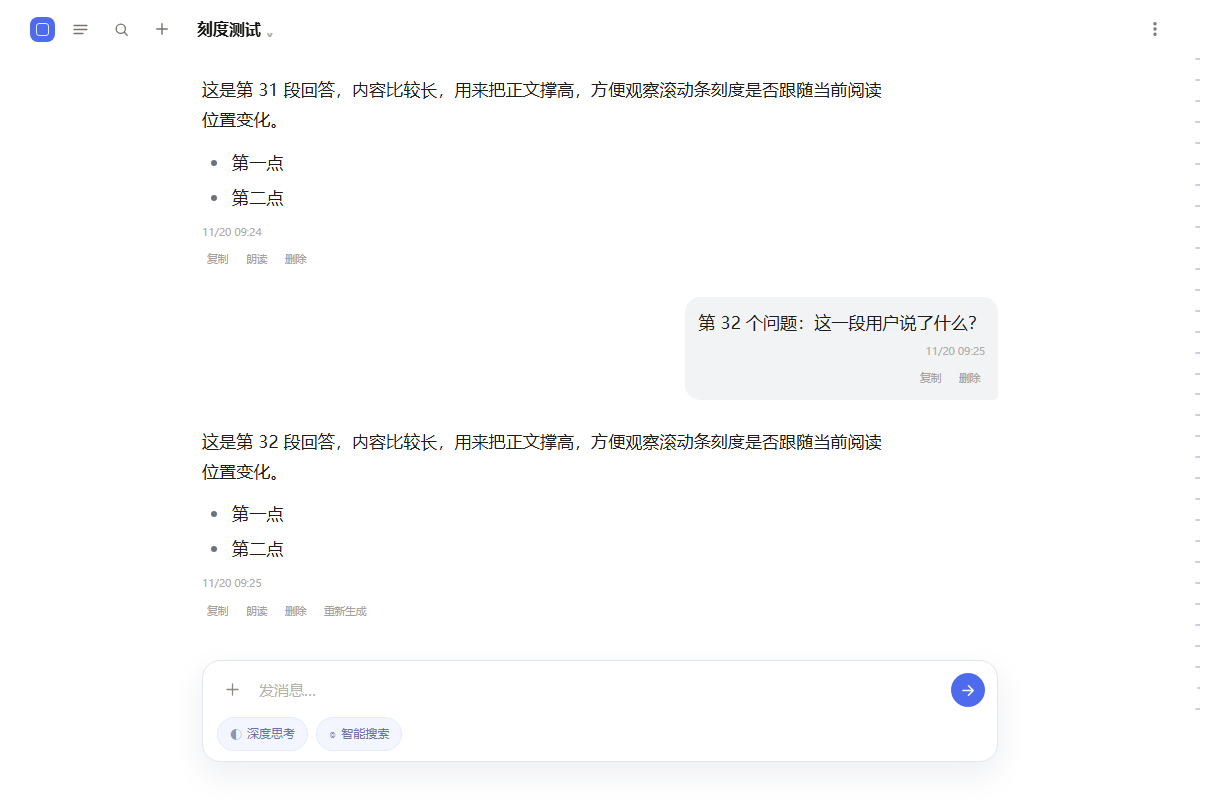 刻度测试
这是第 31 段回答，内容比较长，用来把正文撑高，方便观察滚动条刻度是否跟随当前阅读
位置变化。
第一点
第二点
11/20 09:24
复制 朗读 删除
第 32 个问题：这一段用户说了什么？
11/20 09:25
复制 删除
这是第 32 段回答，内容比较长，用来把正文撑高，方便观察滚动条刻度是否跟随当前阅读
位置变化。
第一点
第二点
11/20 09:25
复制 朗读 删除 重新生成
发消息...
深度思考 智能搜索